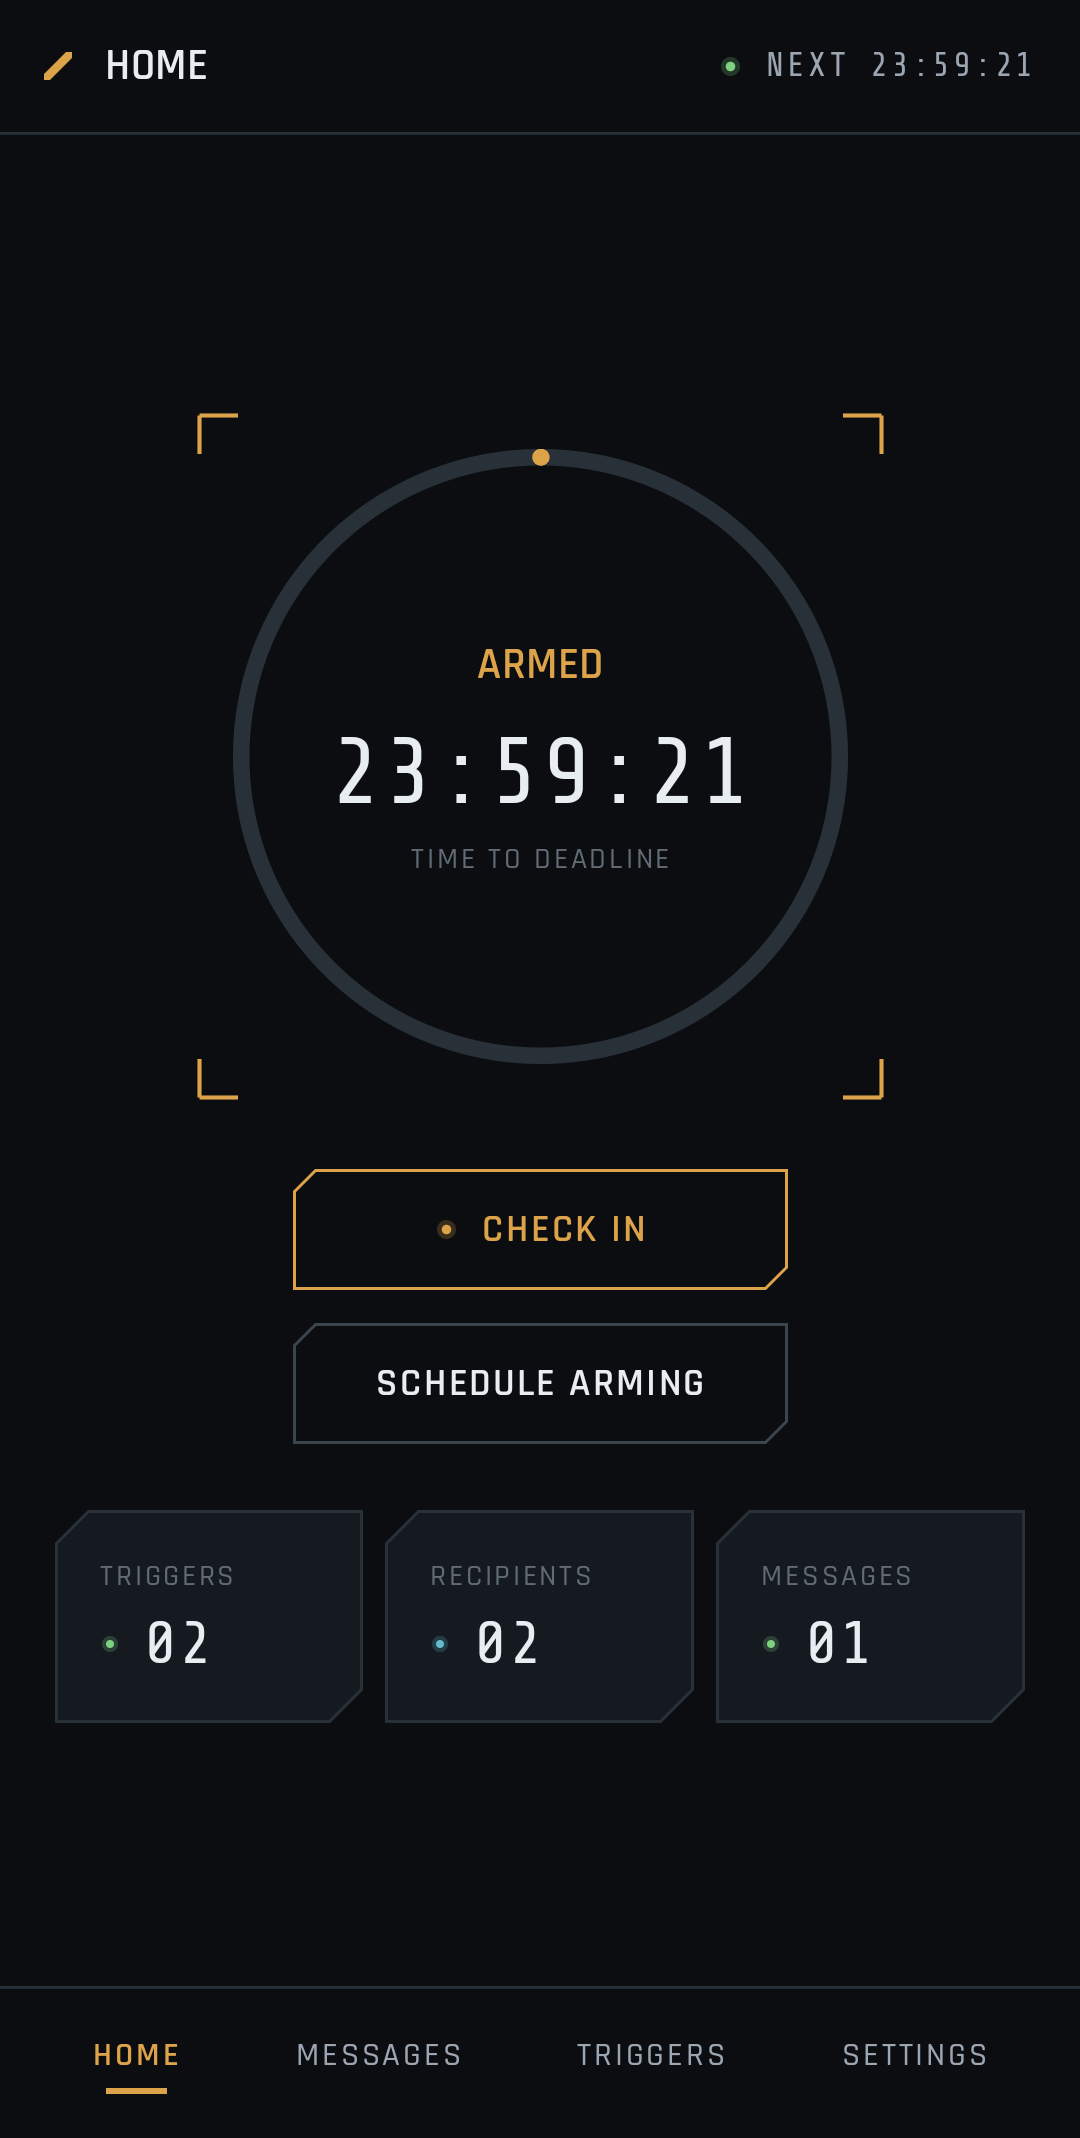 HOME
NEXT 23:59:21
ARMED
23:59:21
TIME TO DEADLINE
CHECK IN
SCHEDULE ARMING
TRIGGERS
02
RECIPIENTS
02
MESSAGES
01
HOME
MESSAGES
TRIGGERS
SETTINGS